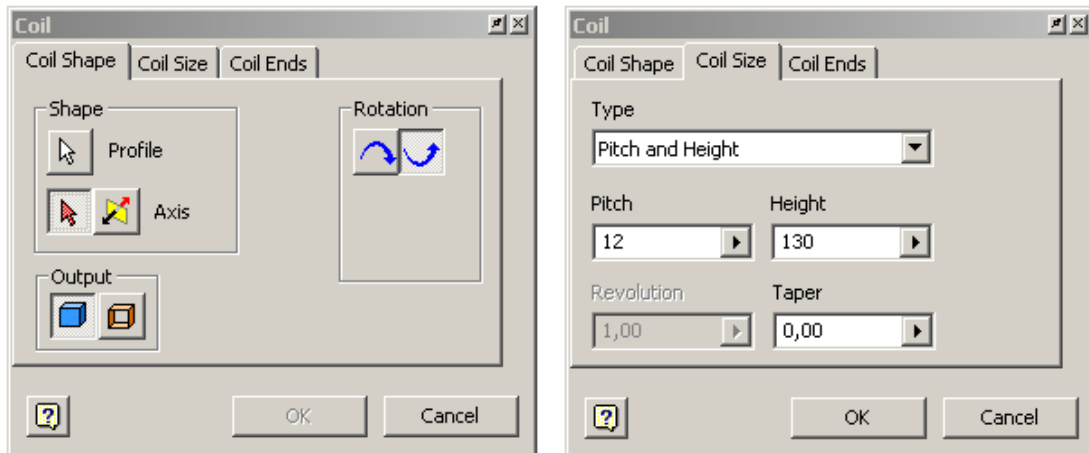 Coil
Coil Shape Coil Size Coil Ends
Shape Rotation
Profile
Axis
Output
OK Cancel
Coil
Coil Shape Coil Size Coil Ends
Type
Pitch and Height
Pitch Height
12 130
Revolution Taper
1,00 0,00
OK Cancel